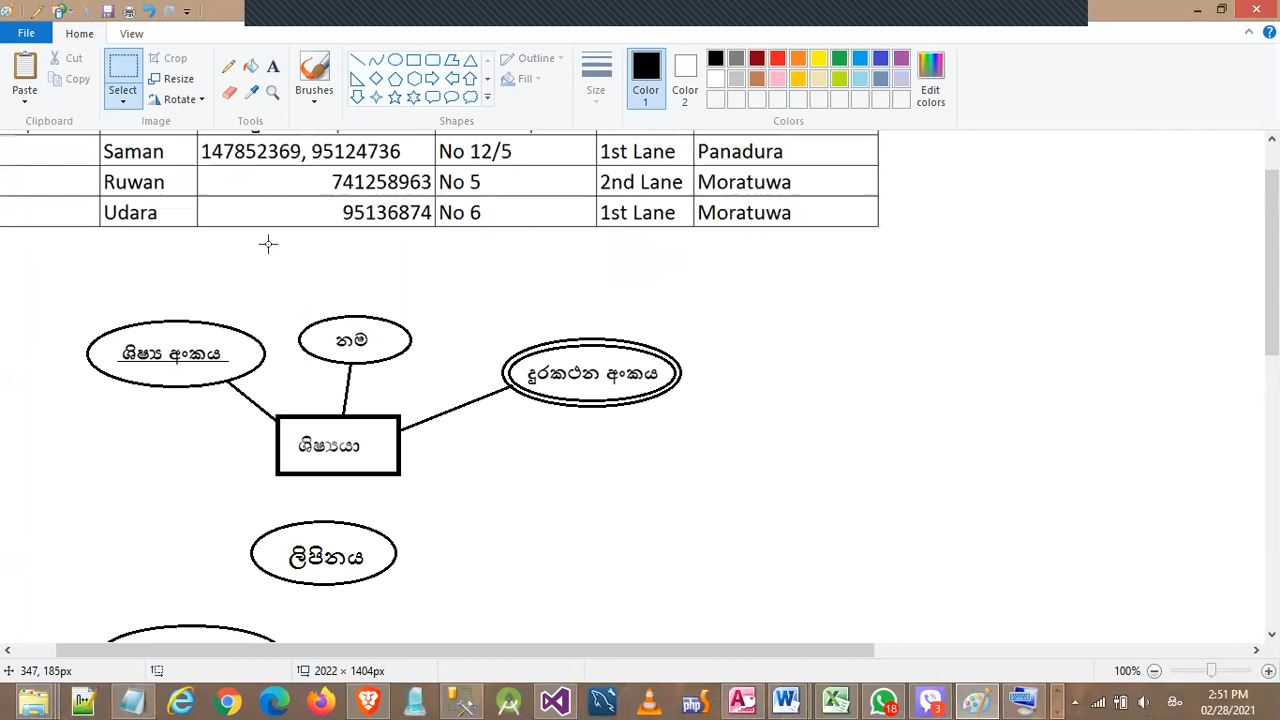 File Home View
Paste
Cut
Copy
Clipboard
Select
Crop
Resize
Rotate
Image
Tools
Brushes
Outline
Fill
Shapes
Size
Color 1
Color 2
Edit colors
Colors
Saman 147852369, 95124736 No 12/5 1st Lane Panadura
Ruwan 741258963 No 5 2nd Lane Moratuwa
Udara 95136874 No 6 1st Lane Moratuwa
ශිෂ්‍ය අංකය
නම
දුරකථන අංකය
ශිෂ්‍යයා
ලිපිනය
347, 185px 2022 × 1404px 100%
18 3
2:51 PM
02/28/2021